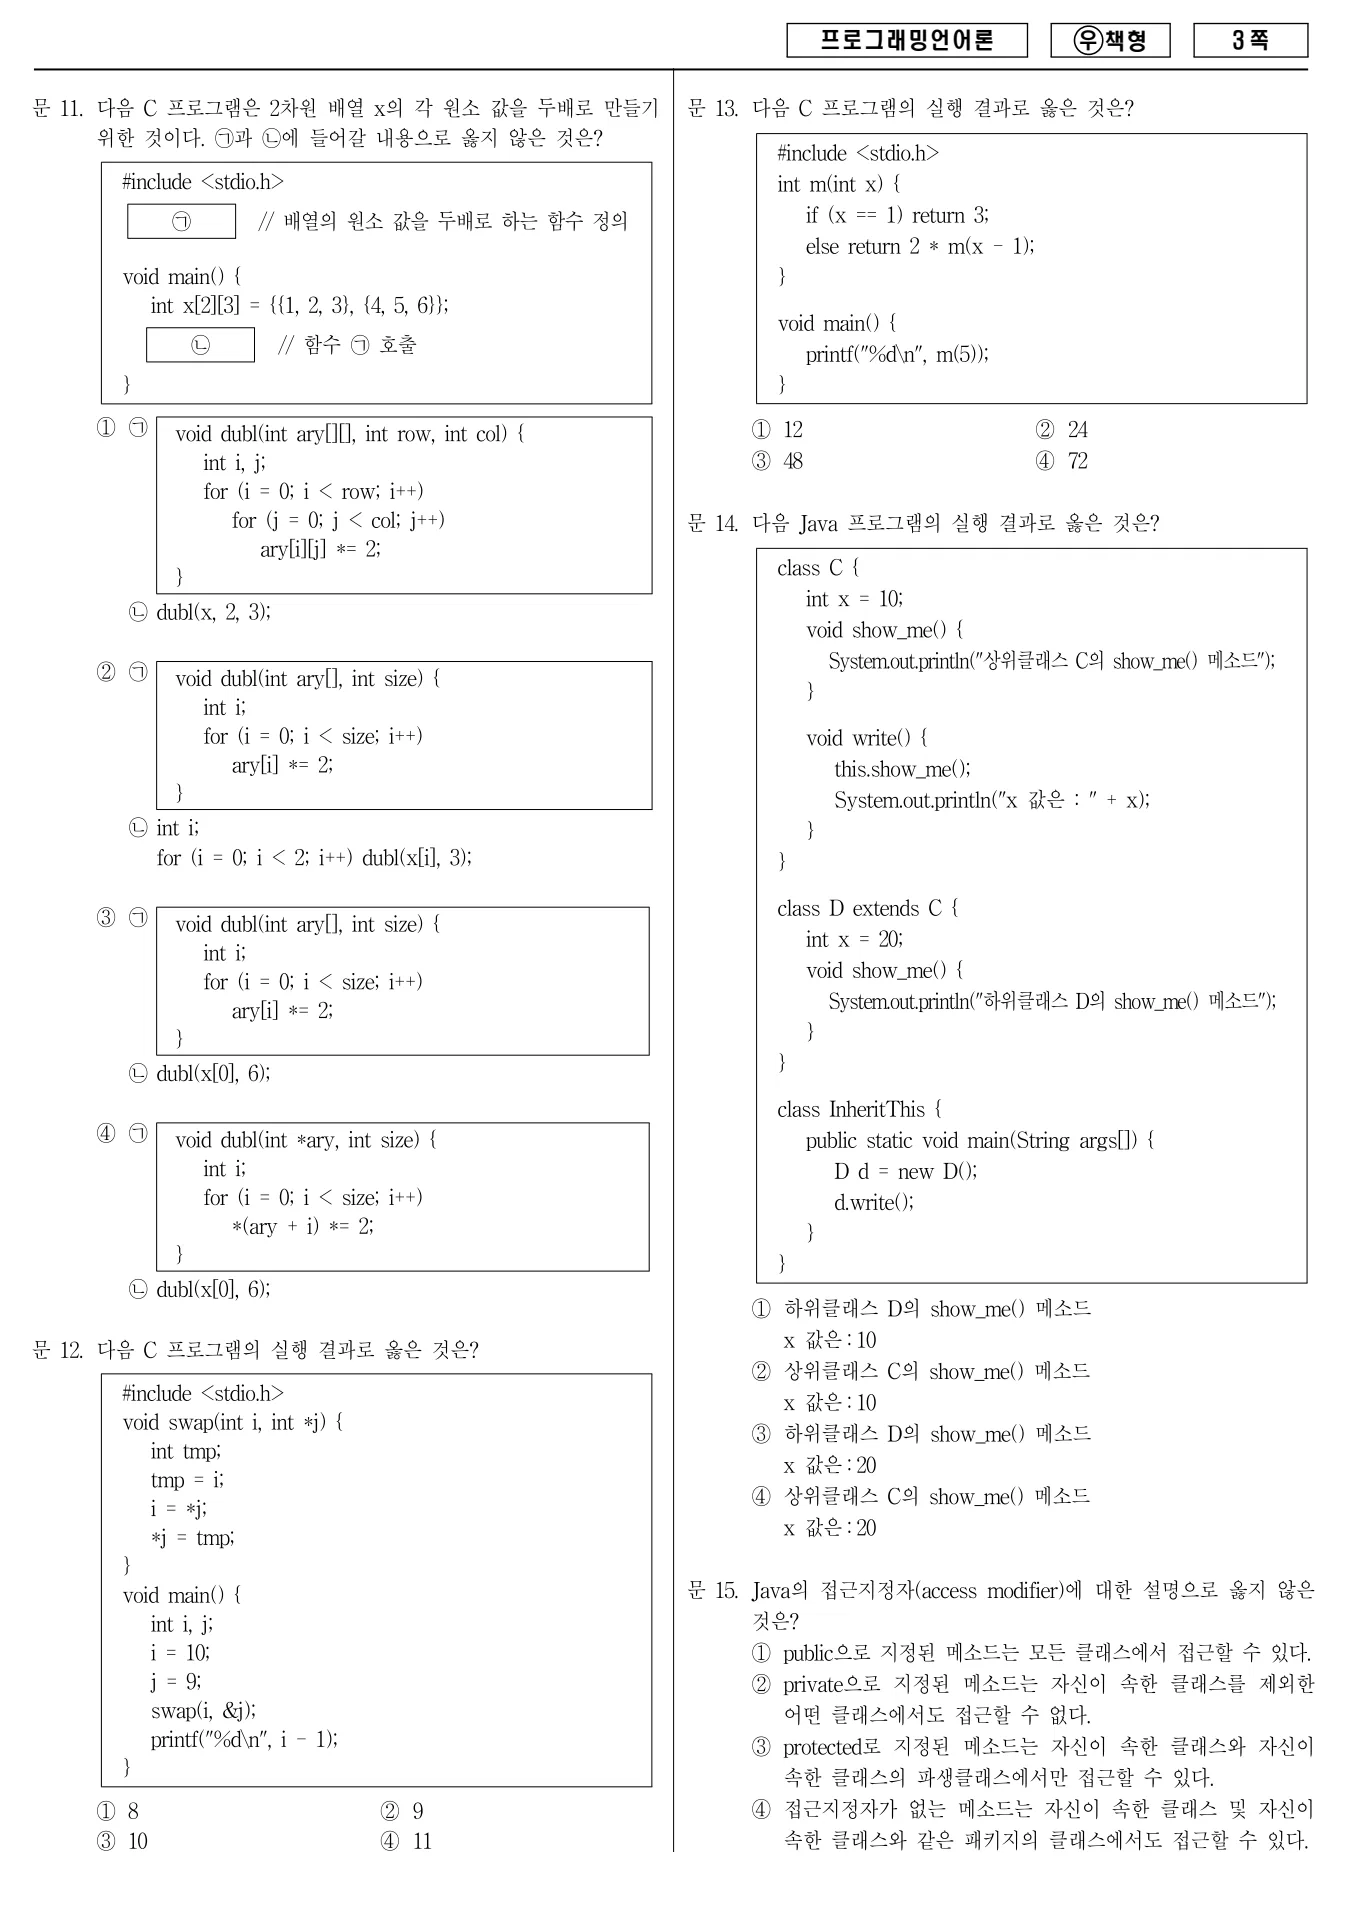 프로그래밍언어론
우책형
3쪽
문 11. 다음 C 프로그램은 2차원 배열 x의 각 원소 값을 두배로 만들기
위한 것이다. ㉠과 ㉡에 들어갈 내용으로 옳지 않은 것은?
#include <stdio.h>
㉠ // 배열의 원소 값을 두배로 하는 함수 정의
void main() {
int x[2][3] = {{1, 2, 3}, {4, 5, 6}};
㉡ // 함수 ㉠ 호출
}
① ㉠ void dubl(int ary[][], int row, int col) {
int i, j;
for (i = 0; i < row; i++)
for (j = 0; j < col; j++)
ary[i][j] *= 2;
}
㉡ dubl(x, 2, 3);
② ㉠ void dubl(int ary[], int size) {
int i;
for (i = 0; i < size; i++)
ary[i] *= 2;
}
㉡ int i;
for (i = 0; i < 2; i++) dubl(x[i], 3);
③ ㉠ void dubl(int ary[], int size) {
int i;
for (i = 0; i < size; i++)
ary[i] *= 2;
}
㉡ dubl(x[0], 6);
④ ㉠ void dubl(int *ary, int size) {
int i;
for (i = 0; i < size; i++)
*(ary + i) *= 2;
}
㉡ dubl(x[0], 6);
문 12. 다음 C 프로그램의 실행 결과로 옳은 것은?
#include <stdio.h>
void swap(int i, int *j) {
int tmp;
tmp = i;
i = *j;
*j = tmp;
}
void main() {
int i, j;
i = 10;
j = 9;
swap(i, &j);
printf("%d\n", i - 1);
}
① 8 ② 9
③ 10 ④ 11
문 13. 다음 C 프로그램의 실행 결과로 옳은 것은?
#include <stdio.h>
int m(int x) {
if (x == 1) return 3;
else return 2 * m(x - 1);
}
void main() {
printf("%d\n", m(5));
}
① 12 ② 24
③ 48 ④ 72
문 14. 다음 Java 프로그램의 실행 결과로 옳은 것은?
class C {
int x = 10;
void show_me() {
System.out.println("상위클래스 C의 show_me() 메소드");
}
void write() {
this.show_me();
System.out.println("x 값은 : " + x);
}
}
class D extends C {
int x = 20;
void show_me() {
System.out.println("하위클래스 D의 show_me() 메소드");
}
}
class InheritThis {
public static void main(String args[]) {
D d = new D();
d.write();
}
}
① 하위클래스 D의 show_me() 메소드
x 값은 : 10
② 상위클래스 C의 show_me() 메소드
x 값은 : 10
③ 하위클래스 D의 show_me() 메소드
x 값은 : 20
④ 상위클래스 C의 show_me() 메소드
x 값은 : 20
문 15. Java의 접근지정자(access modifier)에 대한 설명으로 옳지 않은
것은?
① public으로 지정된 메소드는 모든 클래스에서 접근할 수 있다.
② private으로 지정된 메소드는 자신이 속한 클래스를 제외한
어떤 클래스에서도 접근할 수 없다.
③ protected로 지정된 메소드는 자신이 속한 클래스와 자신이
속한 클래스의 파생클래스에서만 접근할 수 있다.
④ 접근지정자가 없는 메소드는 자신이 속한 클래스 및 자신이
속한 클래스와 같은 패키지의 클래스에서도 접근할 수 있다.